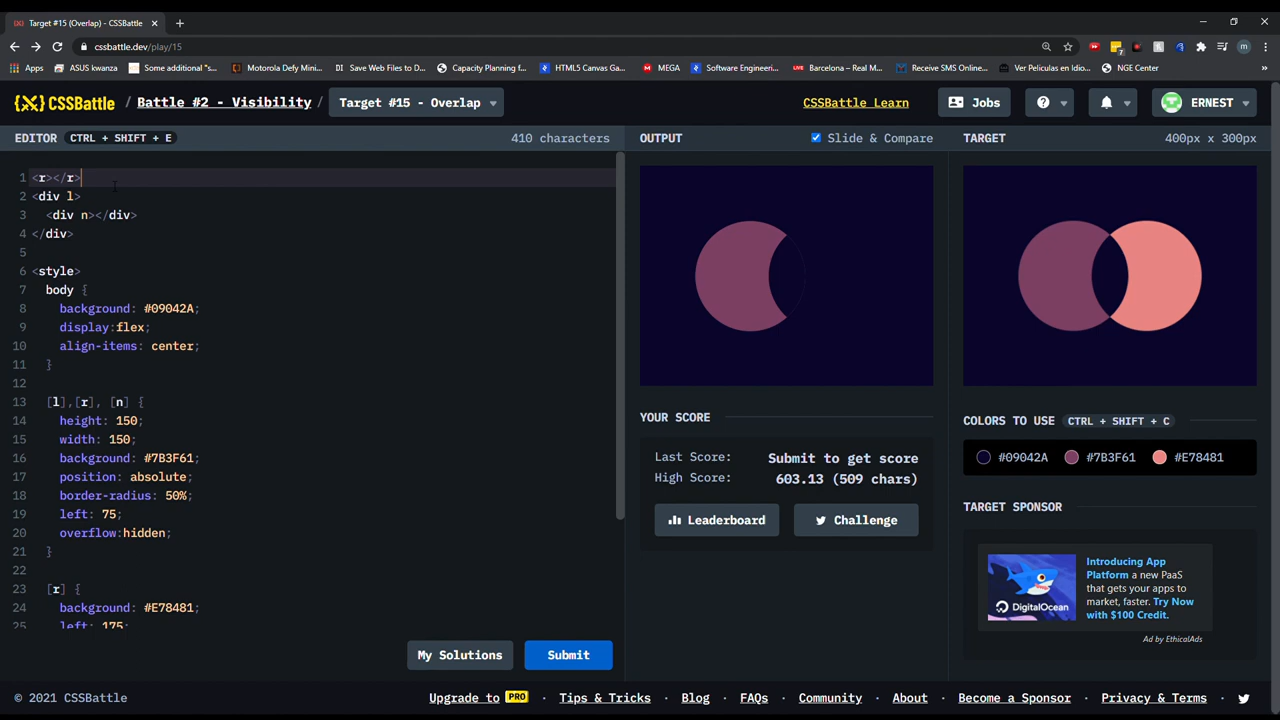 Target #15 (Overlap) - CSSBattle
cssbattle.dev/play/15
Apps ASUS kwanza Some additional "s... Motorola Defy Mini... Save Web Files to D... Capacity Planning f... HTML5 Canvas Ga... MEGA Software Engineeri... Barcelona – Real M... Receive SMS Online... Ver Peliculas en Idio... NGE Center »
{X} CSSBattle / Battle #2 - Visibility / Target #15 - Overlap CSSBattle Learn Jobs ? ERNEST
EDITOR CTRL + SHIFT + E 410 characters OUTPUT Slide & Compare TARGET 400px x 300px
1 <r></r>
2 <div l>
3 <div n></div>
4 </div>
5
6 <style>
7 body {
8 background: #09042A;
9 display:flex;
10 align-items: center;
11 }
12
13 [l],[r], [n] {
14 height: 150;
15 width: 150;
16 background: #7B3F61;
17 position: absolute;
18 border-radius: 50%;
19 left: 75;
20 overflow:hidden;
21 }
22
23 [r] {
24 background: #E78481;
25 left: 175;
YOUR SCORE
Last Score: Submit to get score
High Score: 603.13 (509 chars)
Leaderboard Challenge
COLORS TO USE CTRL + SHIFT + C
#09042A #7B3F61 #E78481
TARGET SPONSOR
Introducing App
Platform a new PaaS
that gets your apps to
market, faster. Try Now
with $100 Credit.
DigitalOcean
Ad by EthicalAds
My Solutions Submit
© 2021 CSSBattle Upgrade to PRO · Tips & Tricks · Blog · FAQs · Community · About · Become a Sponsor · Privacy & Terms